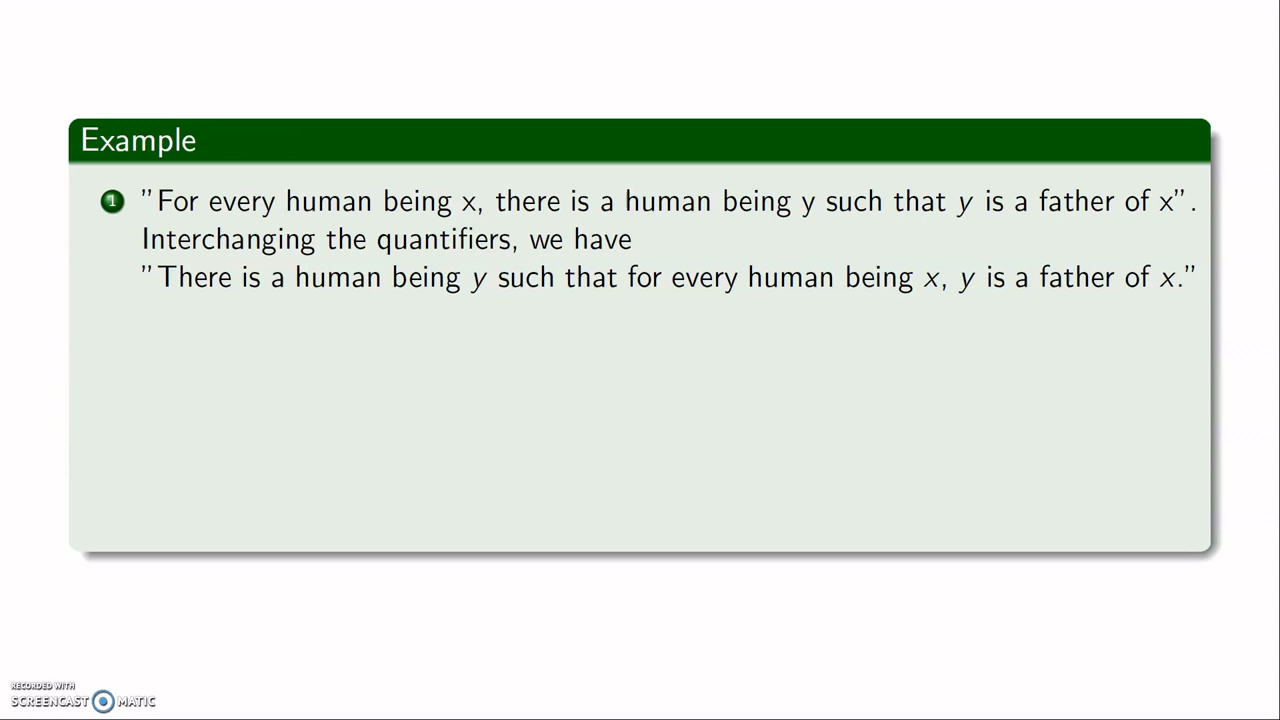 Example
1 ”For every human being x, there is a human being y such that y is a father of x”.
Interchanging the quantifiers, we have
”There is a human being y such that for every human being x, y is a father of x.”
RECORDED WITH
SCREENCAST MATIC